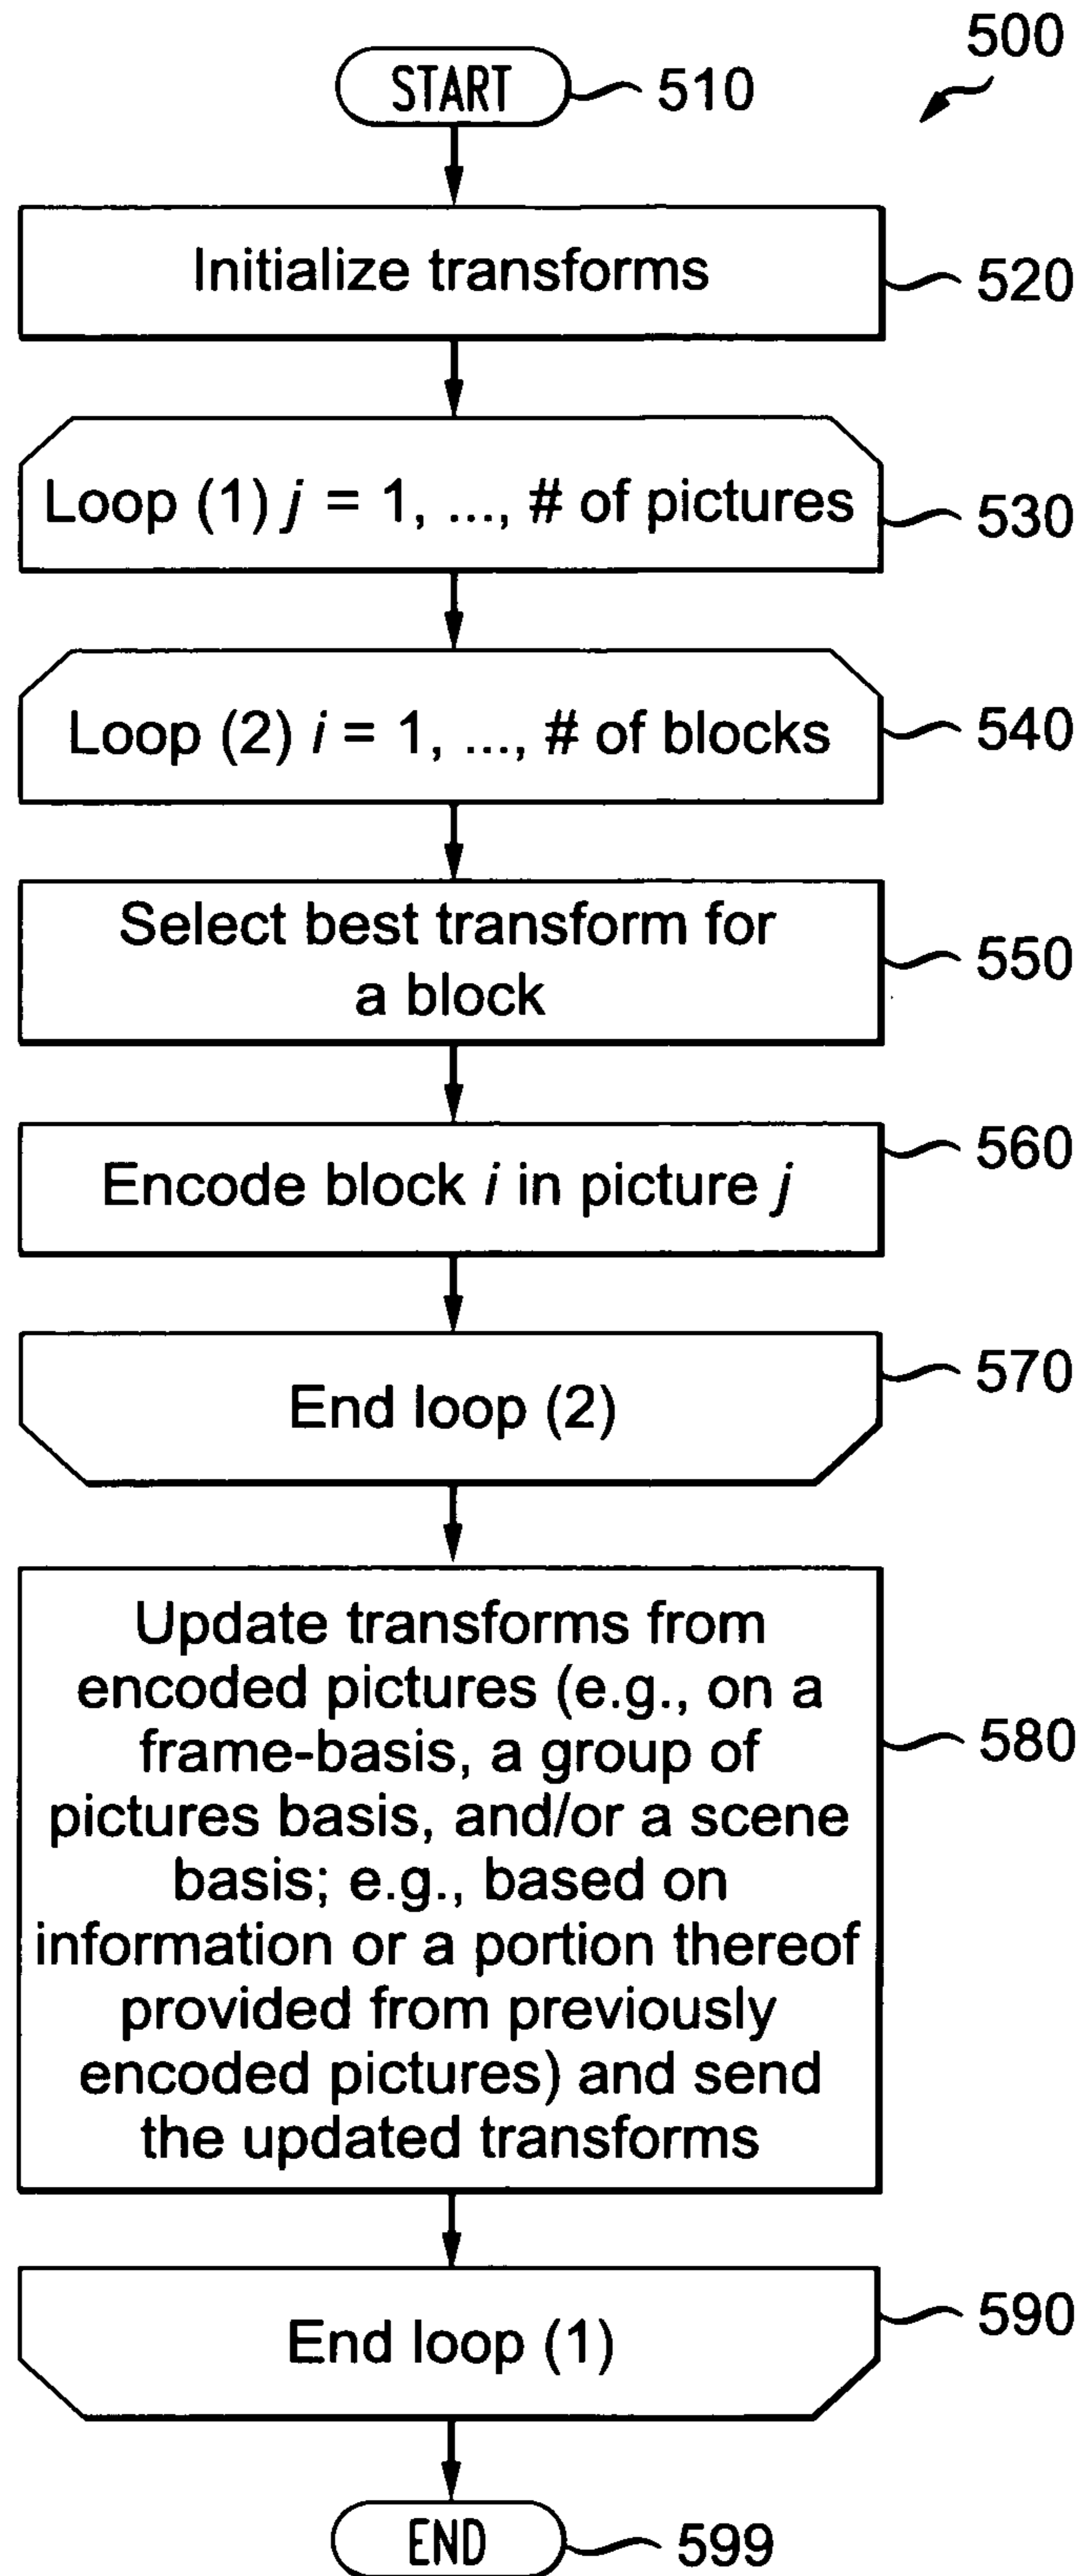 500
START 510
Initialize transforms 520
Loop (1) j = 1, ..., # of pictures 530
Loop (2) i = 1, ..., # of blocks 540
Select best transform for
a block
550
Encode block i in picture j 560
End loop (2) 570
Update transforms from
encoded pictures (e.g., on a
frame-basis, a group of
pictures basis, and/or a scene
basis; e.g., based on
information or a portion thereof
provided from previously
encoded pictures) and send
the updated transforms
580
End loop (1) 590
END 599